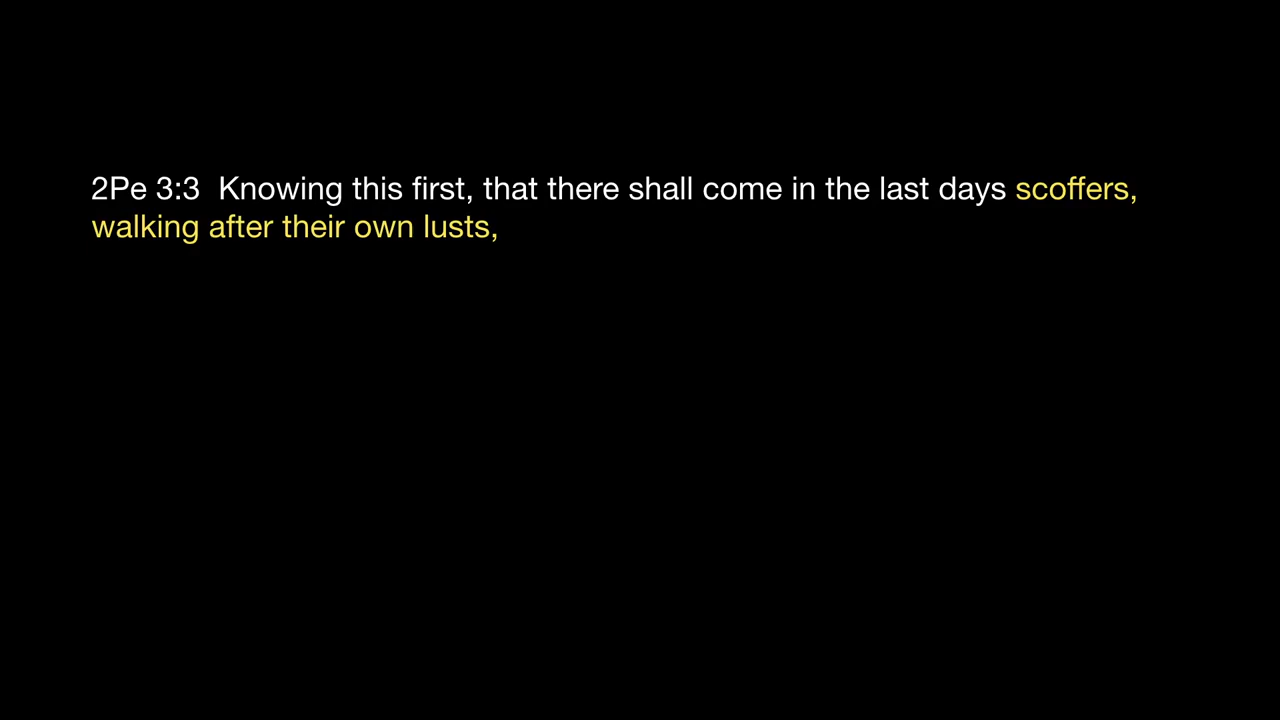 2Pe 3:3  Knowing this first, that there shall come in the last days scoffers,
walking after their own lusts,